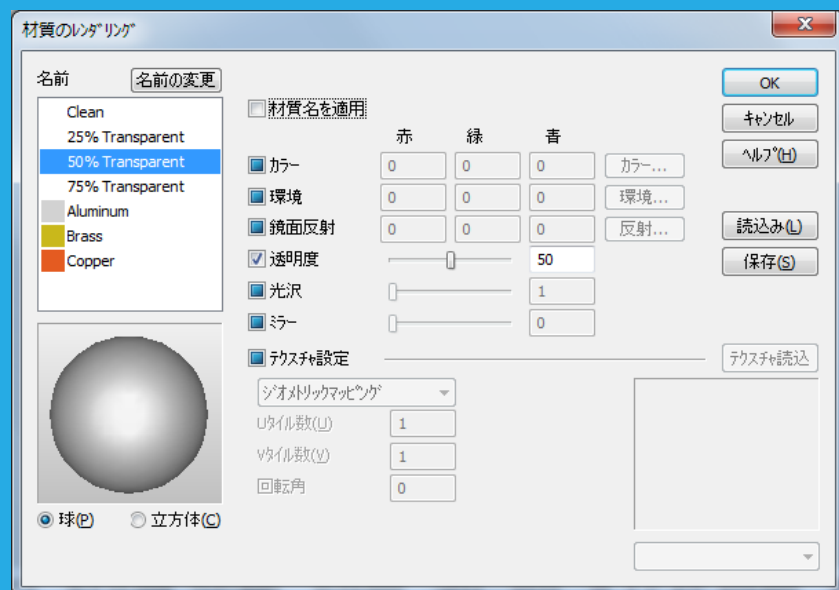 材質のﾚﾝﾀﾞﾘﾝｸﾞ
名前 名前の変更
Clean
25% Transparent
50% Transparent
75% Transparent
Aluminum
Brass
Copper
球(P) 立方体(C)
材質名を適用
赤 緑 青
ｶﾗｰ 0 0 0 ｶﾗｰ...
環境 0 0 0 環境...
鏡面反射 0 0 0 反射...
透明度 50
光沢 1
ﾐﾗｰ 0
ﾃｸｽﾁｬ設定 ﾃｸｽﾁｬ読込
ｼﾞｵﾒﾄﾘｯｸﾏｯﾋﾟﾝｸﾞ
Uﾀｲﾙ数(U) 1
Vﾀｲﾙ数(V) 1
回転角 0
OK
ｷｬﾝｾﾙ
ﾍﾙﾌﾟ(H)
読込み(L)
保存(S)